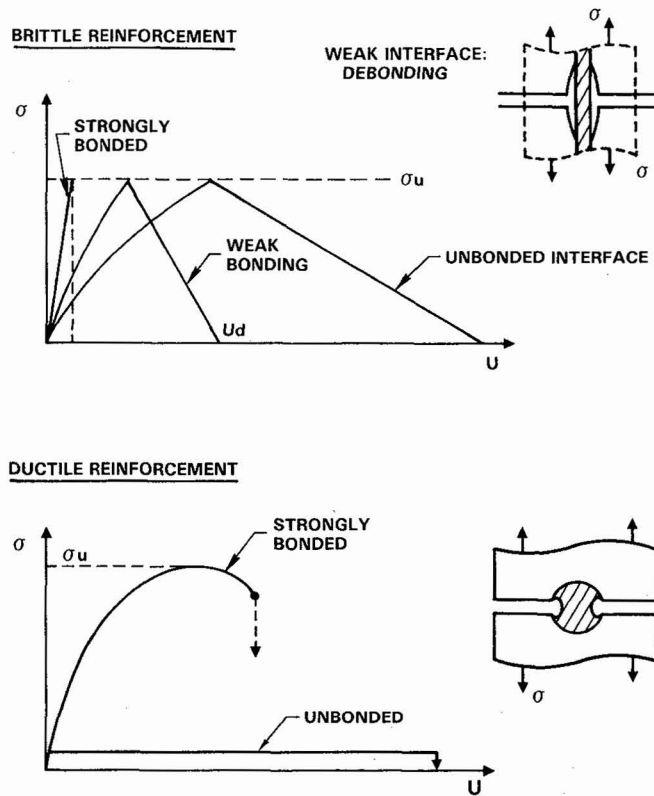 BRITTLE REINFORCEMENT
WEAK INTERFACE:
DEBONDING
σ
σ
STRONGLY
BONDED
σu
WEAK
BONDING
UNBONDED INTERFACE
σ
Ud
U
DUCTILE REINFORCEMENT
σ
σu
STRONGLY
BONDED
UNBONDED
σ
U